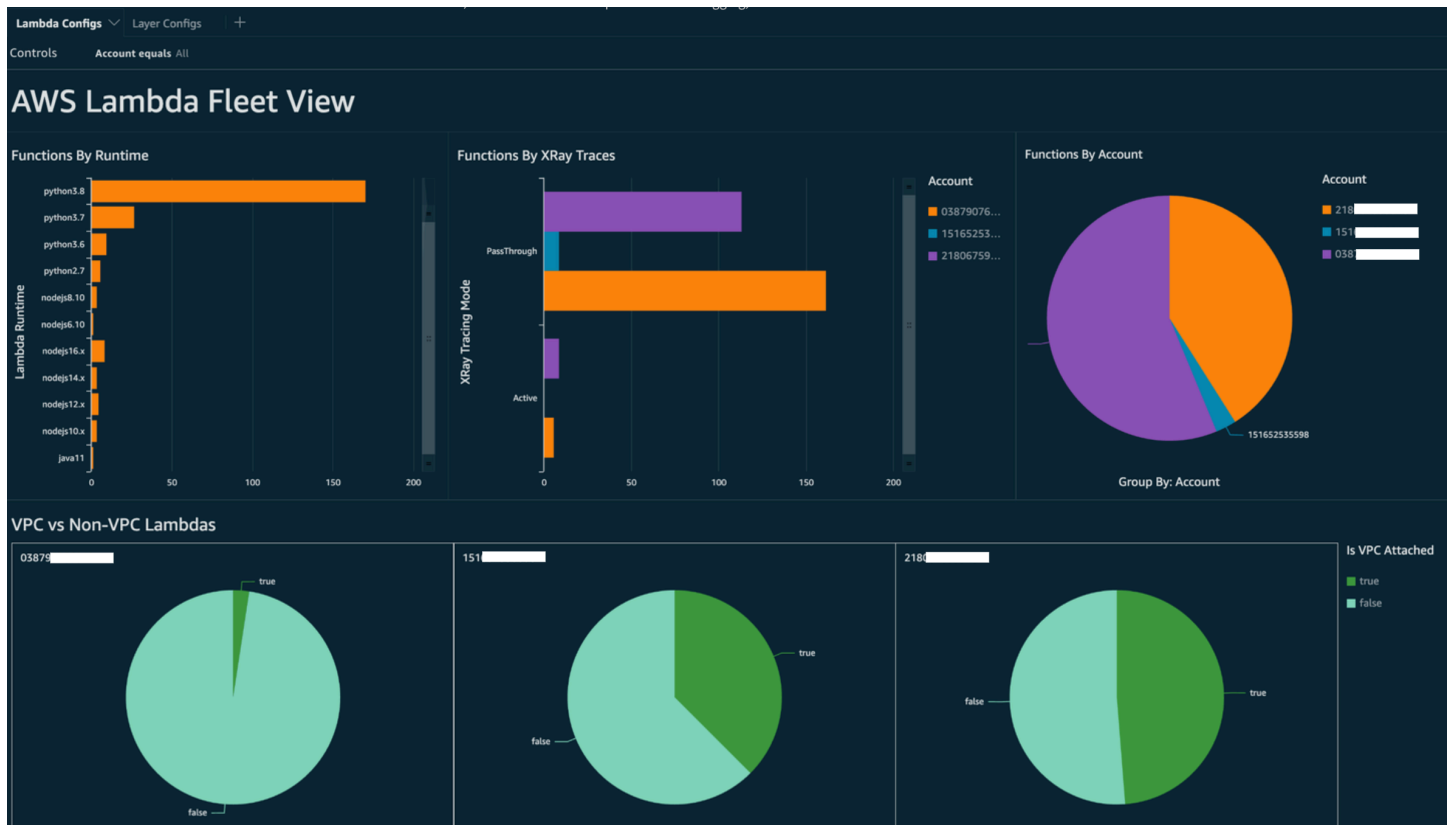 Lambda Configs
Layer Configs
+
Controls
Account equals All
AWS Lambda Fleet View
Functions By Runtime
Lambda Runtime
python3.8
python3.7
python3.6
python2.7
nodejs8.10
nodejs6.10
nodejs16.x
nodejs14.x
nodejs12.x
nodejs10.x
java11
0 50 100 150 200
Functions By XRay Traces
XRay Tracing Mode
PassThrough
Active
0 50 100 150 200
Account
03879076...
15165253...
21806759...
Functions By Account
151652535598
Group By: Account
Account
218
151
038
VPC vs Non-VPC Lambdas
03879
true
false
151
true
false
218
true
false
Is VPC Attached
true
false